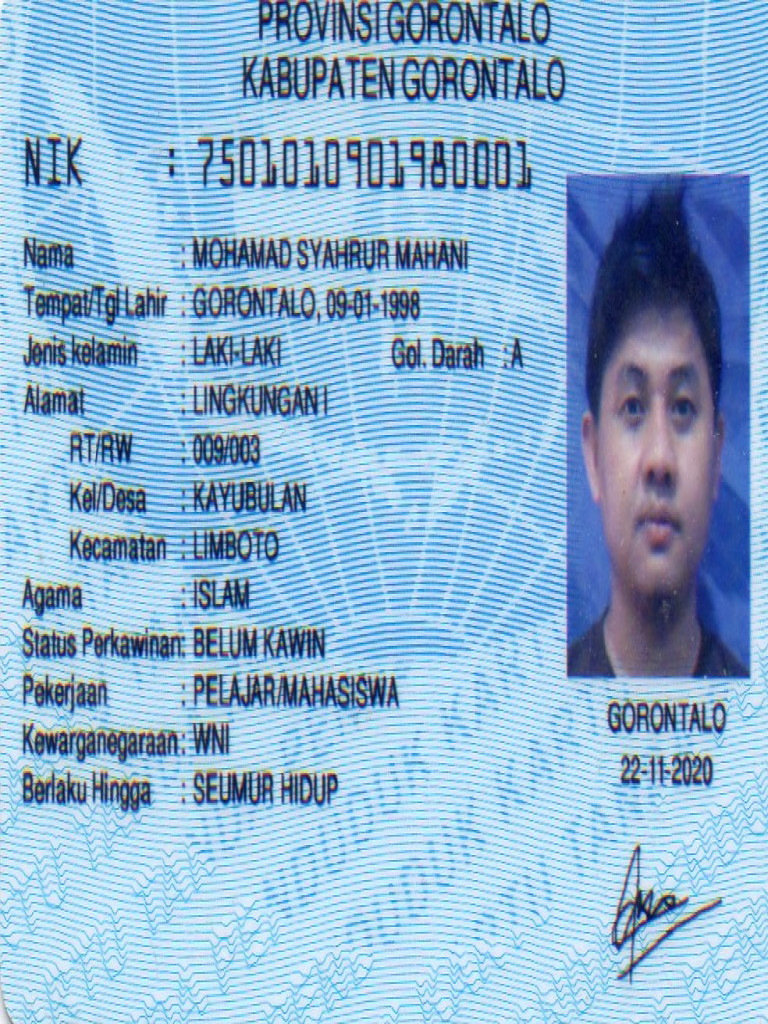 PROVINSI GORONTALO
KABUPATEN GORONTALO
NIK : 7501010901980001
Nama : MOHAMAD SYAHRUR MAHANI
Tempat/Tgl Lahir : GORONTALO, 09-01-1998
Jenis kelamin : LAKI-LAKI Gol. Darah : A
Alamat : LINGKUNGAN I
RT/RW : 009/003
Kel/Desa : KAYUBULAN
Kecamatan : LIMBOTO
Agama : ISLAM
Status Perkawinan: BELUM KAWIN
Pekerjaan : PELAJAR/MAHASISWA
Kewarganegaraan: WNI
Berlaku Hingga : SEUMUR HIDUP
GORONTALO
22-11-2020